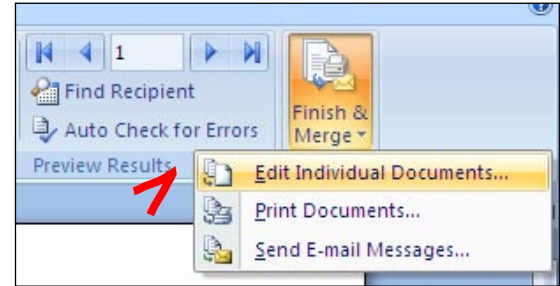 1
Find Recipient
Auto Check for Errors
Preview Results
Finish &
Merge
Edit Individual Documents...
Print Documents...
Send E-mail Messages...